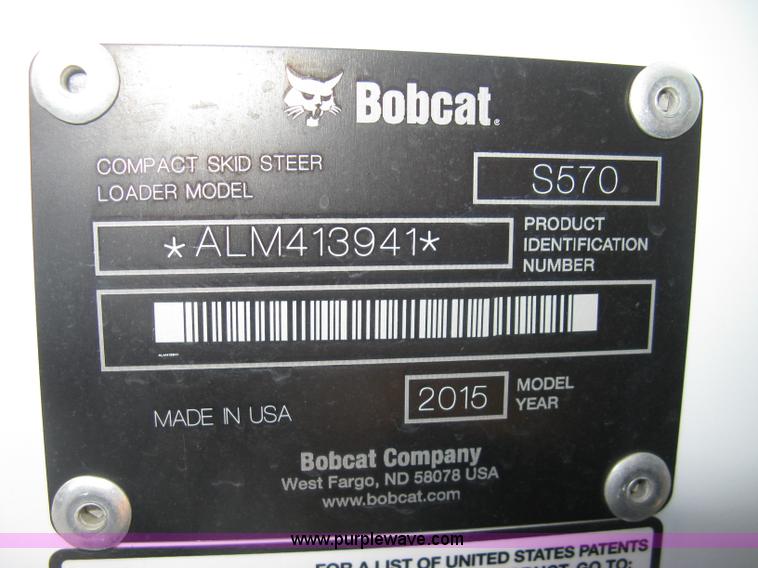 Bobcat.
COMPACT SKID STEER
LOADER MODEL
S570
*ALM413941*
PRODUCT
IDENTIFICATION
NUMBER
ALM413941
MADE IN USA
2015
MODEL
YEAR
Bobcat Company
West Fargo, ND 58078 USA
www.bobcat.com
www.purplewave.com
FOR A LIST OF UNITED STATES PATENTS